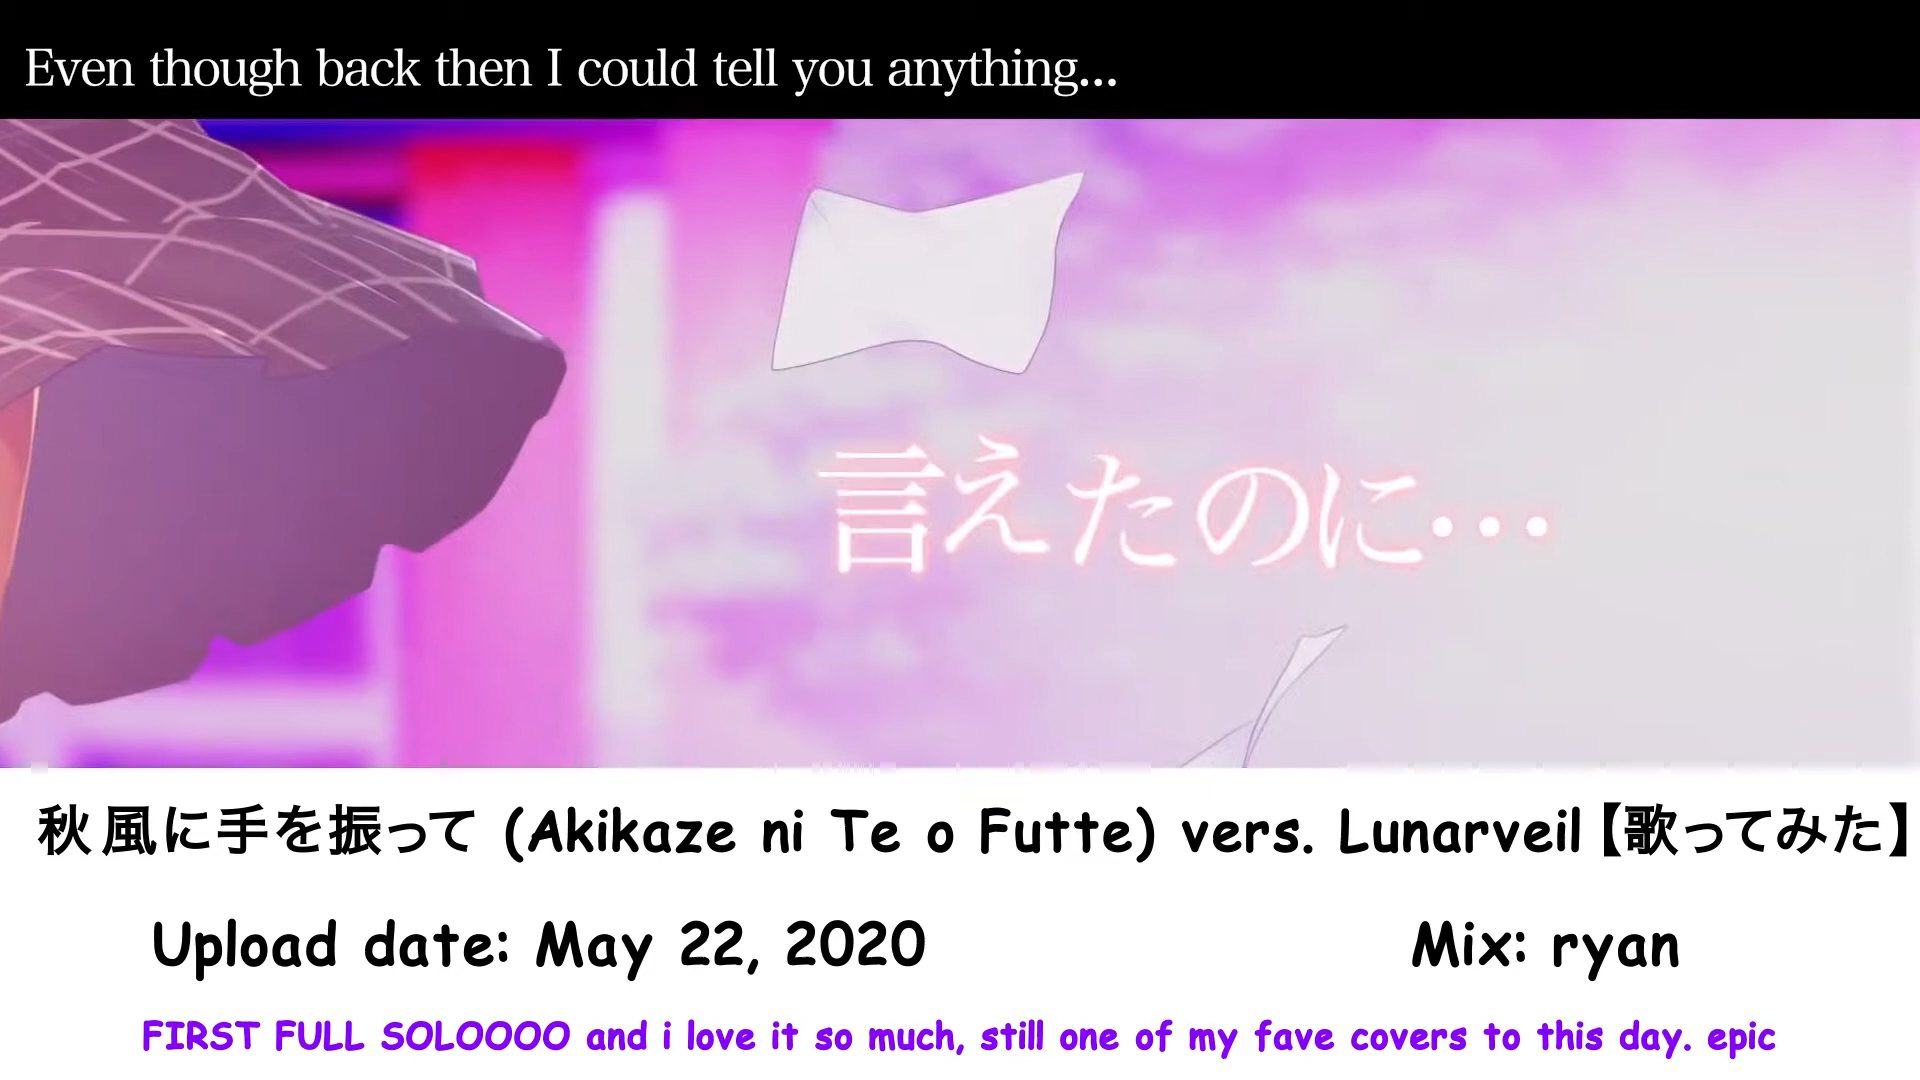 Even though back then I could tell you anything...
言えたのに・・・
秋風に手を振って (Akikaze ni Te o Futte) vers. Lunarveil【歌ってみた】
Upload date: May 22, 2020
Mix: ryan
FIRST FULL SOLOOOO and i love it so much, still one of my fave covers to this day. epic